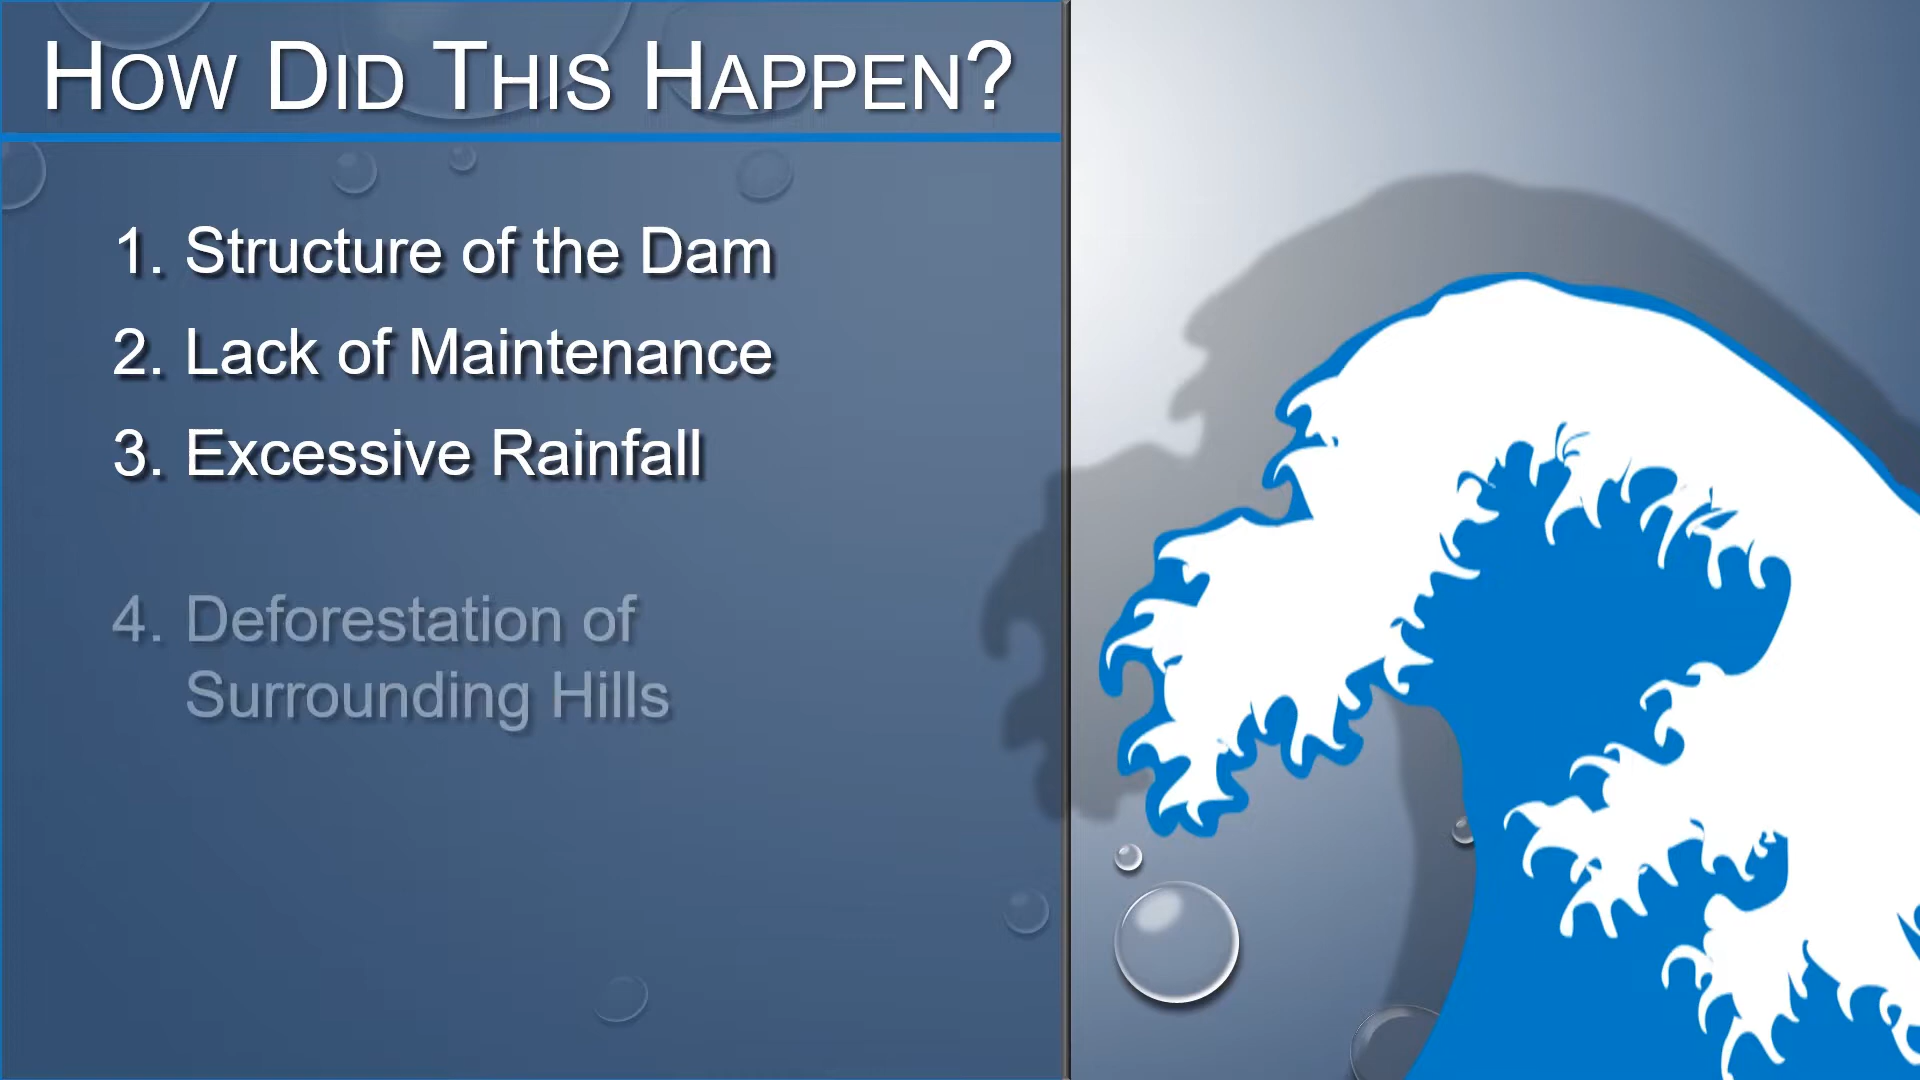 How Did This Happen?
1. Structure of the Dam
2. Lack of Maintenance
3. Excessive Rainfall
4. Deforestation of
Surrounding Hills